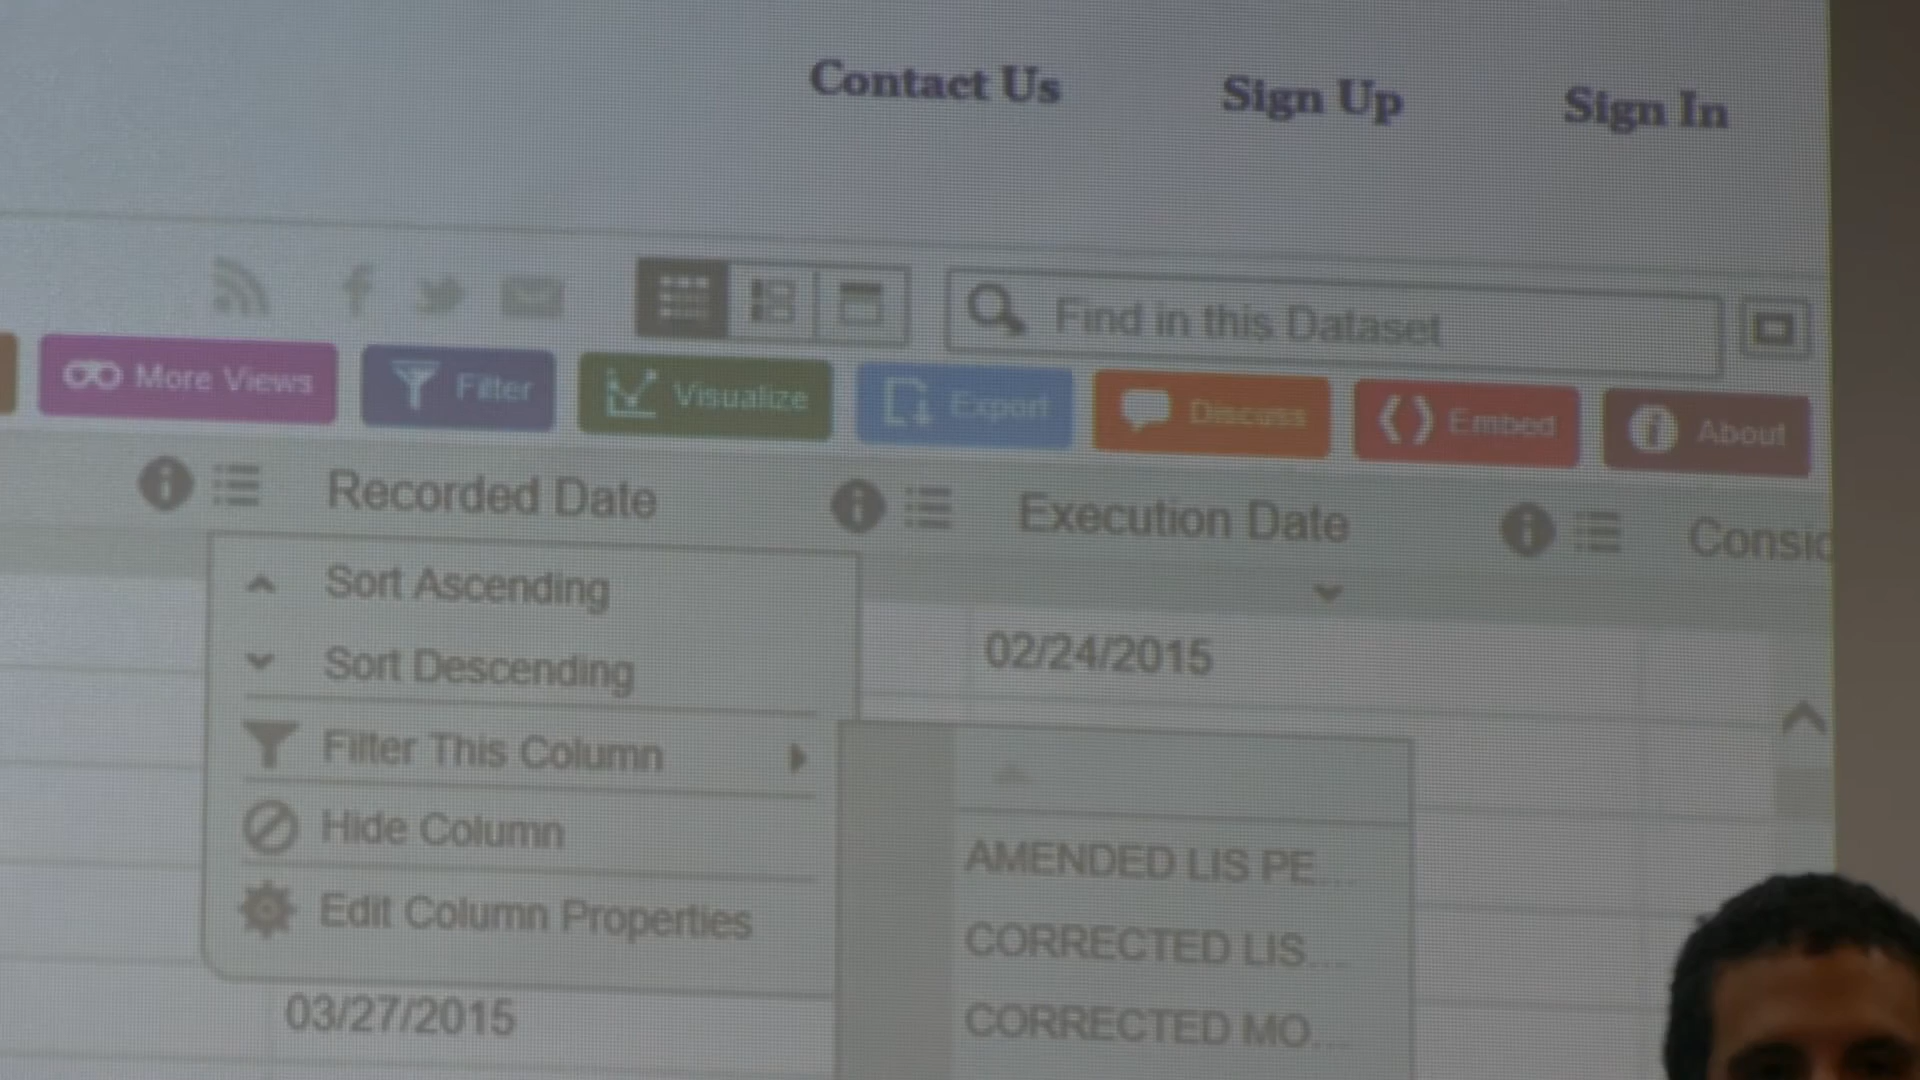 Contact Us Sign Up Sign In
Find in this Dataset
More Views Filter Visualize Export Discuss Embed About
Recorded Date Execution Date
Sort Ascending
02/24/2015
Sort Descending
Filter This Column
Hide Column
AMENDED LIS PE...
Edit Column Properties
CORRECTED LIS...
03/27/2015
CORRECTED MO...